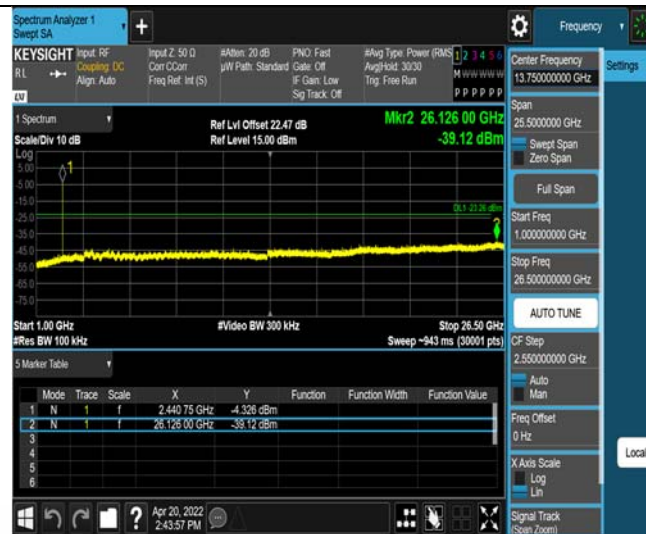 Spectrum Analyzer 1
Swept SA
+
Frequency
KEYSIGHT
RL
Input: RF
Coupling: DC
Align: Auto
Input Z: 50 Ω
Corr CCorr
Freq Ref: Int (S)
#Atten: 20 dB
µW Path: Standard
PNO: Fast
Gate: Off
IF Gain: Low
Sig Track: Off
#Avg Type: Power (RMS
Avg|Hold: 30/30
Trig: Free Run
1 2 3 4 5 6
M W W W W W
P P P P P P
LNI
1 Spectrum
Scale/Div 10 dB
Ref Lvl Offset 22.47 dB
Ref Level 15.00 dBm
Mkr2 26.126 00 GHz
-39.12 dBm
Log
5.00
-5.00
-15.0
-25.0
-35.0
-45.0
-55.0
-65.0
-75.0
1
DL1 -23.26 dBm
2
Start 1.00 GHz
#Res BW 100 kHz
#Video BW 300 kHz
Stop 26.50 GHz
Sweep ~943 ms (30001 pts)
5 Marker Table
Mode Trace Scale X Y Function Function Width Function Value
1 N 1 f 2.440 75 GHz -4.326 dBm
2 N 1 f 26.126 00 GHz -39.12 dBm
3
4
5
6
?
Apr 20, 2022
2:43:57 PM
Center Frequency
13.750000000 GHz
Settings
Span
25.5000000 GHz
Swept Span
Zero Span
Full Span
Start Freq
1.000000000 GHz
Stop Freq
26.500000000 GHz
AUTO TUNE
CF Step
2.550000000 GHz
Auto
Man
Freq Offset
0 Hz
Local
X Axis Scale
Log
Lin
Signal Track
(Span Zoom)